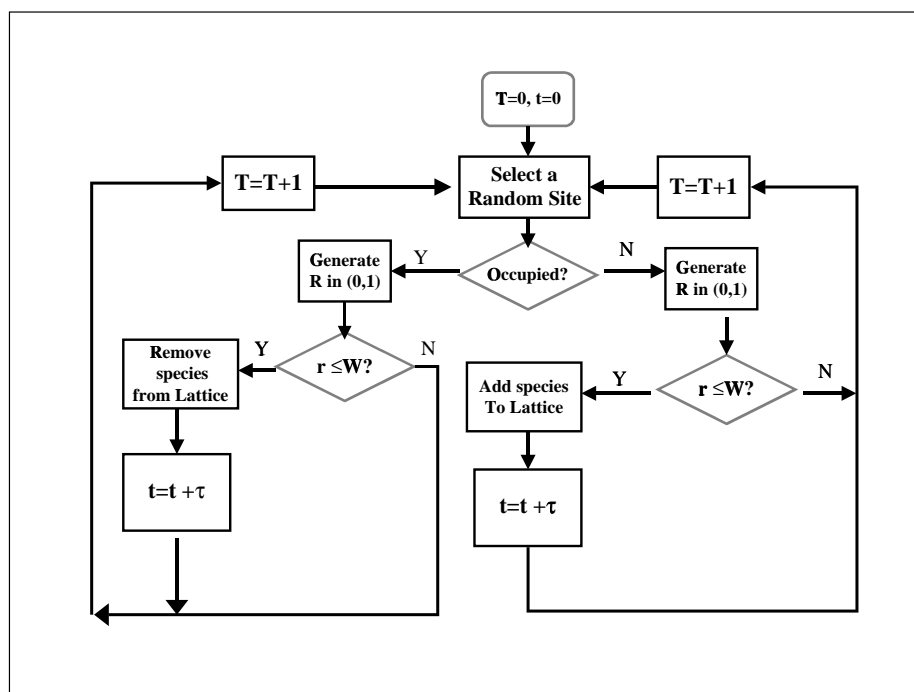 T=0, t=0
T=T+1
Select a
Random Site
T=T+1
Generate
R in (0,1)
Y
Occupied?
N
Generate
R in (0,1)
Remove
species
from Lattice
Y
r ≤W?
N
Add species
To Lattice
Y
r ≤W?
N
t=t +τ
t=t +τ